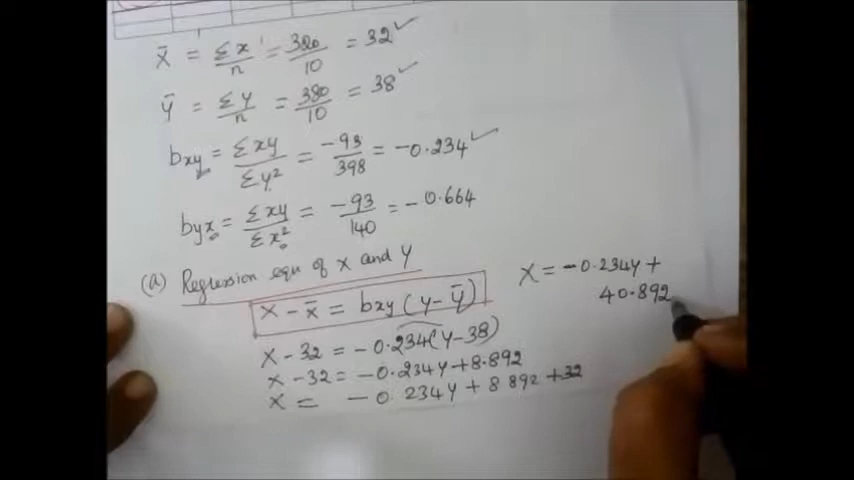 X̄ = Σx / n = 320 / 10 = 32 ✓
Ȳ = Σy / n = 380 / 10 = 38 ✓
bxy = Σxy / Σy² = -93 / 398 = -0.234 ✓
byx = Σxy / Σx² = -93 / 140 = -0.664
(a) Regression equ of X and Y
X - X̄ = bxy (Y - Ȳ)
X - 32 = -0.234(Y - 38)
X - 32 = -0.234Y + 8.892
X = -0.234Y + 8.892 + 32
X = -0.234Y +
40.892